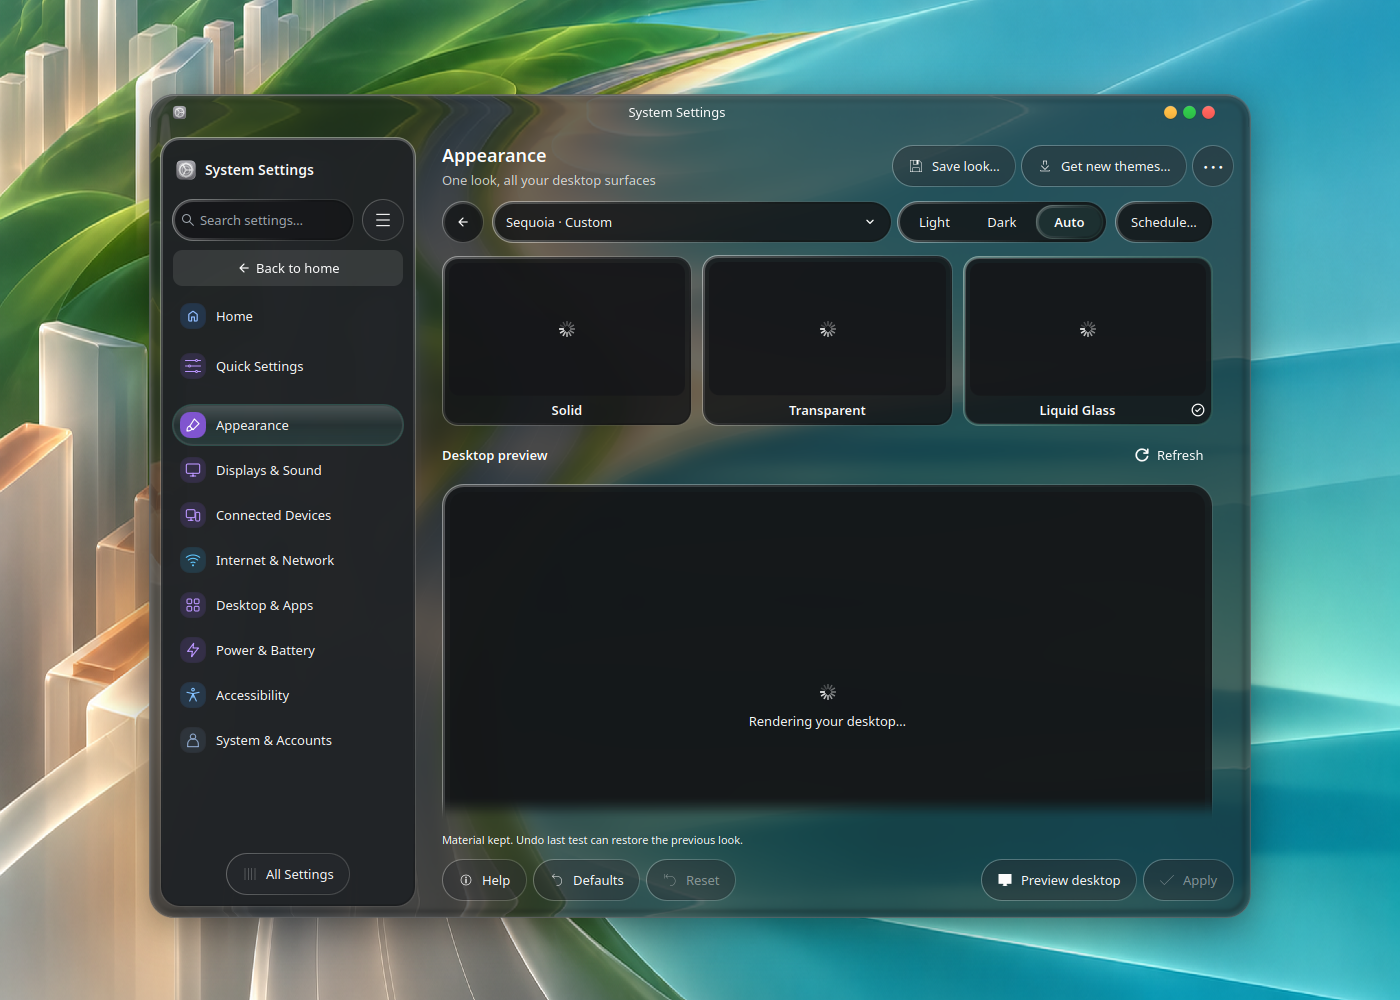 System Settings
System Settings
Search settings...
Back to home
Home
Quick Settings
Appearance
Displays & Sound
Connected Devices
Internet & Network
Desktop & Apps
Power & Battery
Accessibility
System & Accounts
All Settings
Appearance
One look, all your desktop surfaces
Save look...
Get new themes...
Sequoia · Custom
Light
Dark
Auto
Schedule...
Solid
Transparent
Liquid Glass
Desktop preview
Refresh
Rendering your desktop...
Material kept. Undo last test can restore the previous look.
Help
Defaults
Reset
Preview desktop
Apply